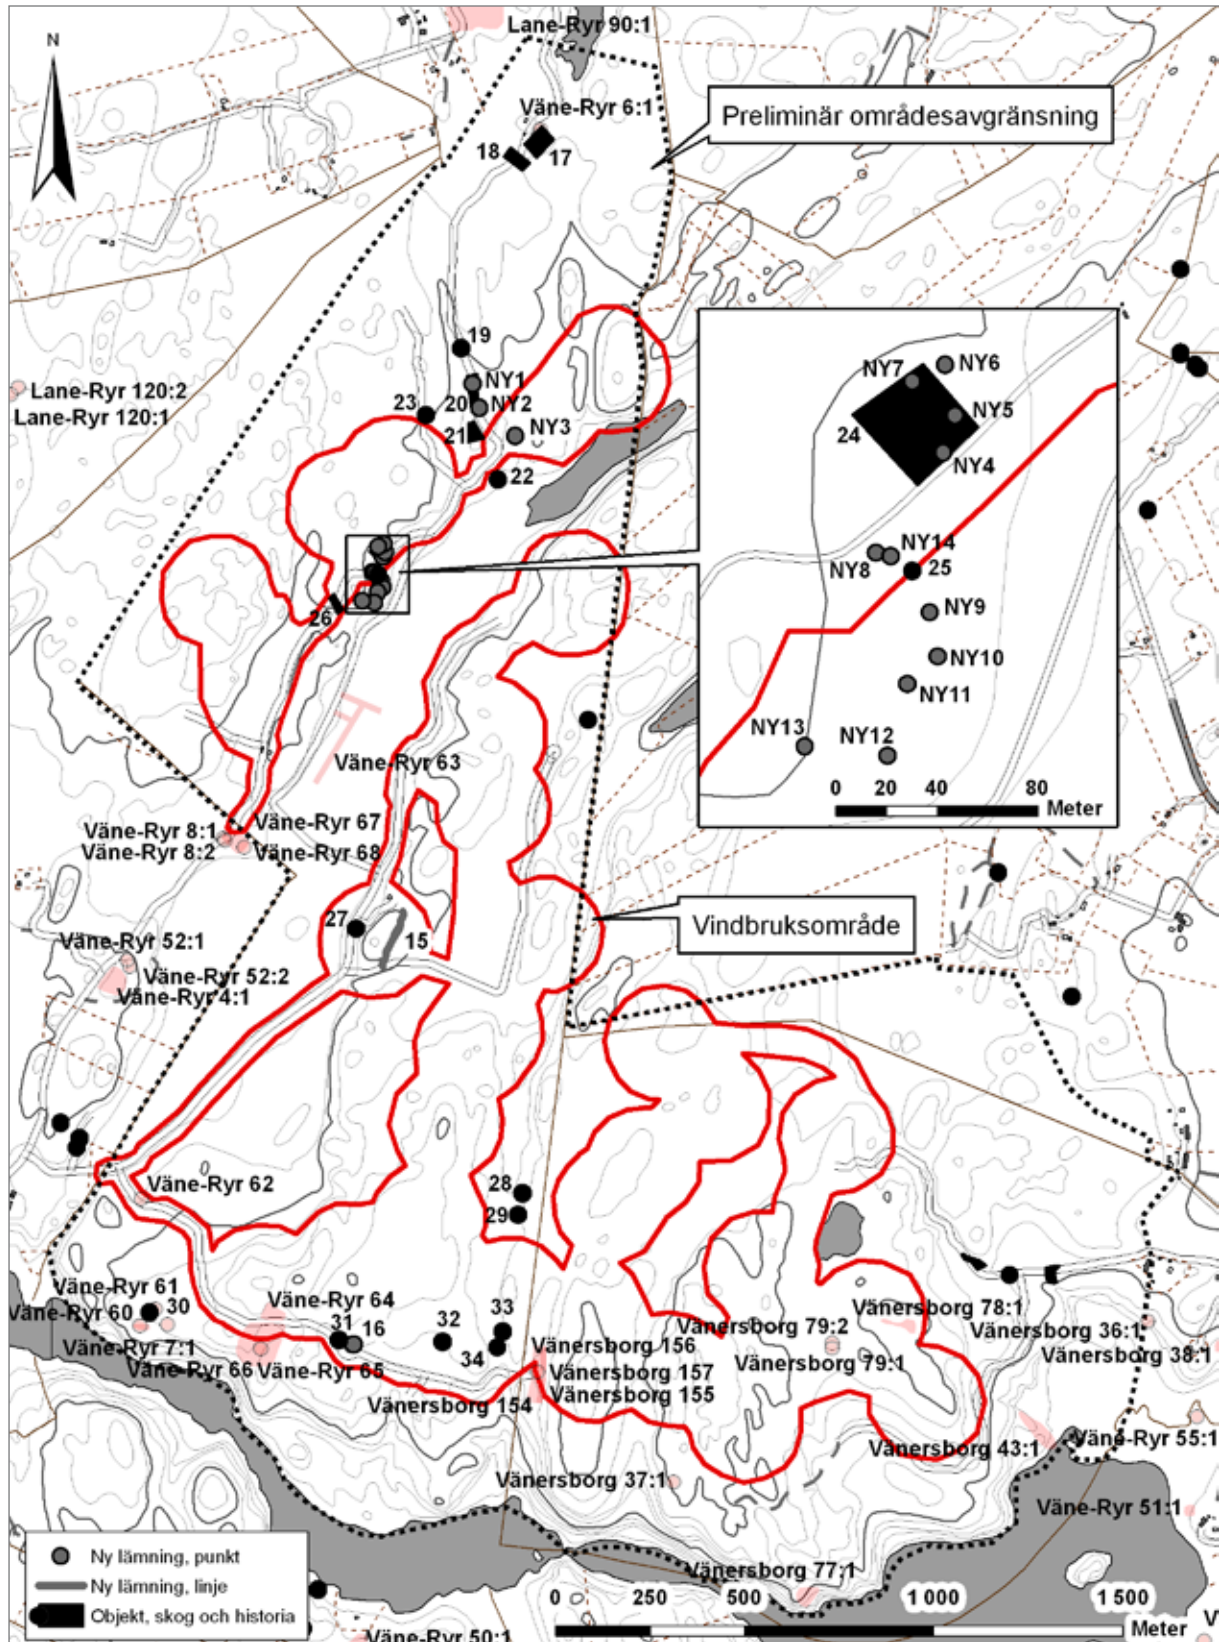 Lane-Ryr 90:1
N
Väne-Ryr 6:1
Preliminär områdesavgränsning
18
17
19
NY1
Lane-Ryr 120:2
20
NY2
23
Lane-Ryr 120:1
21
NY3
22
NY7
NY6
NY5
24
NY4
NY14
NY8
25
NY9
26
NY10
NY11
NY13
NY12
Väne-Ryr 63
0 40 80
Meter
Väne-Ryr 8:1
Väne-Ryr 67
Väne-Ryr 8:2
Väne-Ryr 68
27
Vindbruksområde
Väne-Ryr 52:1
15
Väne-Ryr 52:2
Väne-Ryr 4:1
Väne-Ryr 62
28
29
Väne-Ryr 61
Väne-Ryr 60
30
Väne-Ryr 64
31
16
32
33
34
Väne-Ryr 7:1
Väne-Ryr 66
Väne-Ryr 65
Vänersborg 154
Vänersborg 156
Vänersborg 157
Vänersborg 155
Vänersborg 79:2
Vänersborg 79:1
Vänersborg 78:1
Vänersborg 36:1
Vänersborg 38:1
Väne-Ryr 55:1
Vänersborg 43:1
Vänersborg 37:1
Väne-Ryr 51:1
Vänersborg 77:1
Ny lämning, punkt
Ny lämning, linje
Objekt, skog och historia
0 250 500 1 000 1 500
Meter
Väne-Ryr 50:1